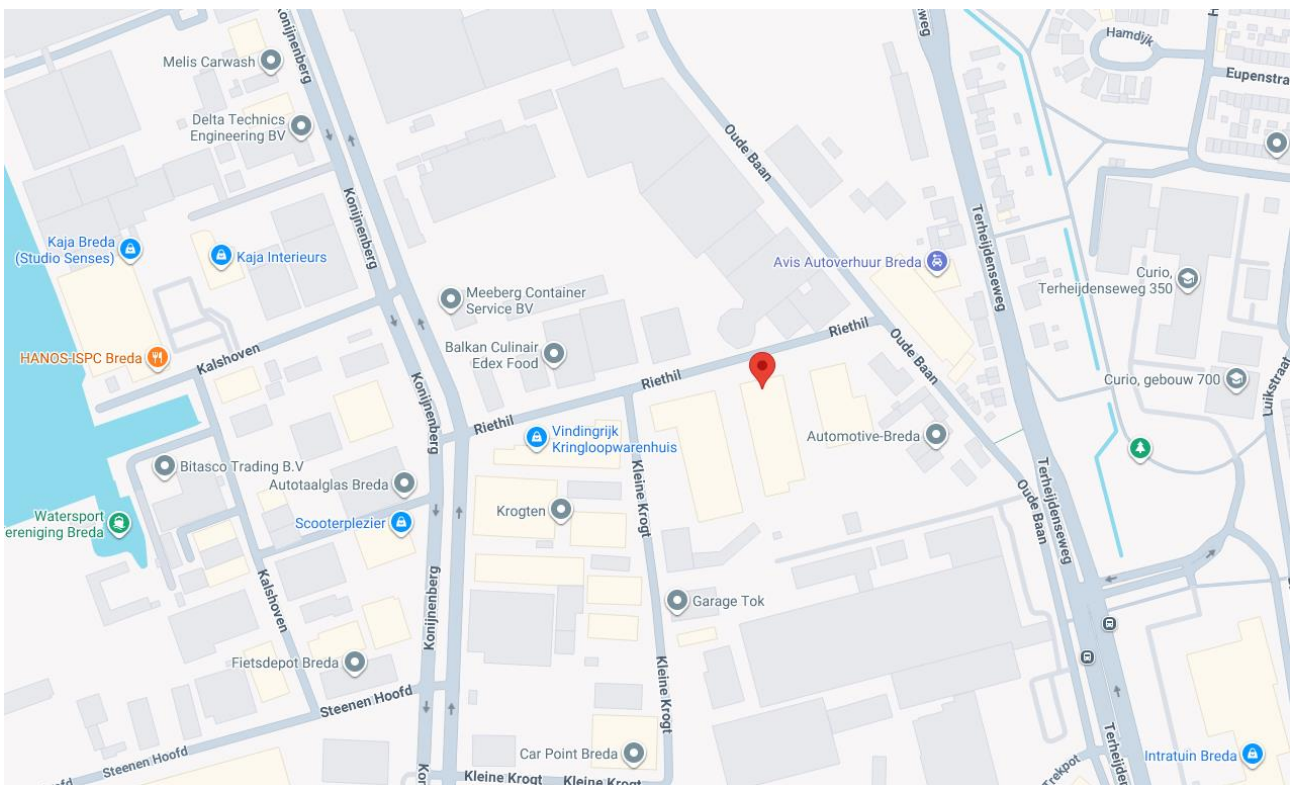 Konijnenberg
Melis Carwash
Delta Technics
Engineering BV
Konijnenberg
Kaja Breda
(Studio Senses)
Kaja Interieurs
HANOS-ISPC Breda
Kalshoven
Meeberg Container
Service BV
Balkan Culinair
Edex Food
Oude Baan
Hamdijk
Eupenstra
Terheijdenseweg
Avis Autoverhuur Breda
Curio,
Terheijdenseweg 350
Riethil
Oude Baan
Riethil
Konijnenberg
Riethil
Curio, gebouw 700
Luikstraat
Vindingrijk
Kringloopwarenhuis
Automotive-Breda
Bitasco Trading B.V
Autotaalglas Breda
Kleine Krogt
Scooterplezier
Krogten
Watersport
ereniging Breda
Oude Baan
Terheijdenseweg
Kalshoven
Konijnenberg
Garage Tok
Fietsdepot Breda
Steenen Hoofd
Kleine Krogt
Steenen Hoofd
Car Point Breda
Terheijden
Intratuin Breda
Trekpot
Kleine Krogt
Kleine Krogt